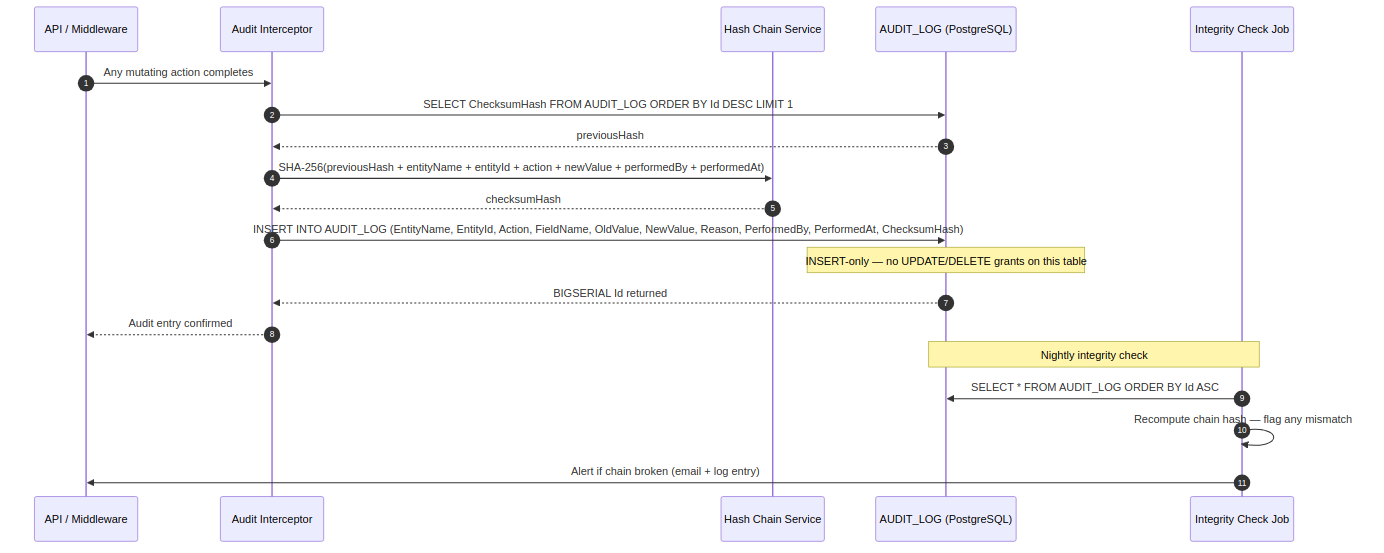 API / Middleware
Audit Interceptor
Hash Chain Service
AUDIT_LOG (PostgreSQL)
Integrity Check Job
1
Any mutating action completes
2
SELECT ChecksumHash FROM AUDIT_LOG ORDER BY Id DESC LIMIT 1
previousHash
3
4
SHA-256(previousHash + entityName + entityId + action + newValue + performedBy + performedAt)
checksumHash
5
6
INSERT INTO AUDIT_LOG (EntityName, EntityId, Action, FieldName, OldValue, NewValue, Reason, PerformedBy, PerformedAt, ChecksumHash)
INSERT-only — no UPDATE/DELETE grants on this table
BIGSERIAL Id returned
7
Audit entry confirmed
8
Nightly integrity check
SELECT * FROM AUDIT_LOG ORDER BY Id ASC
9
Recompute chain hash — flag any mismatch
10
Alert if chain broken (email + log entry)
11
API / Middleware
Audit Interceptor
Hash Chain Service
AUDIT_LOG (PostgreSQL)
Integrity Check Job